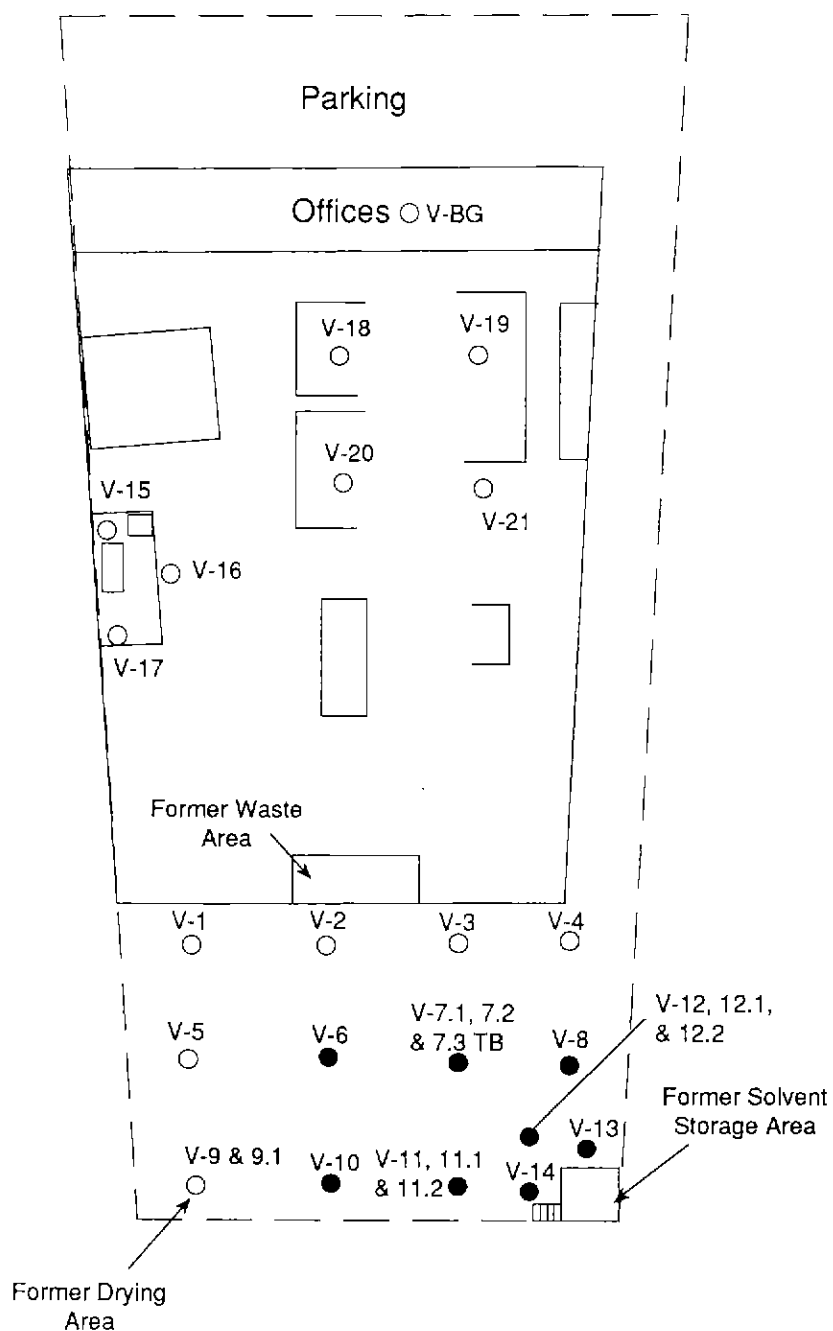 Parking
Offices
V-BG
V-18
V-19
V-20
V-15
V-21
V-16
V-17
Former Waste
Area
V-1
V-2
V-3
V-4
V-12, 12.1,
& 12.2
V-7.1, 7.2
& 7.3 TB
V-5
V-6
V-8
Former Solvent
Storage Area
V-13
V-9 & 9.1
V-10
V-11, 11.1
& 11.2
V-14
Former Drying
Area